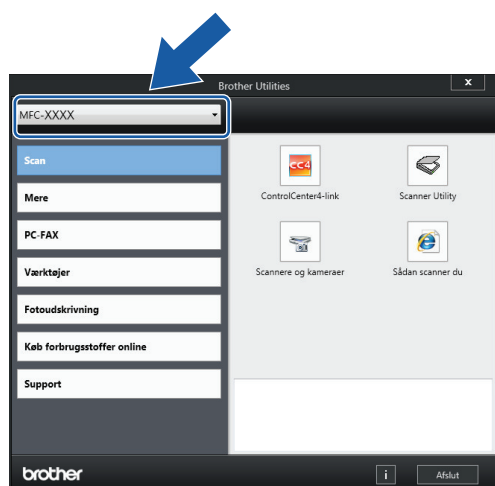 Brother Utilities
x
MFC-XXXX
Scan
Mere
PC-FAX
Værktøjer
Fotoudskrivning
Køb forbrugsstoffer online
Support
CC4
ControlCenter4-link
Scanner Utility
Scannere og kameraer
Sådan scanner du
brother
i
Afslut